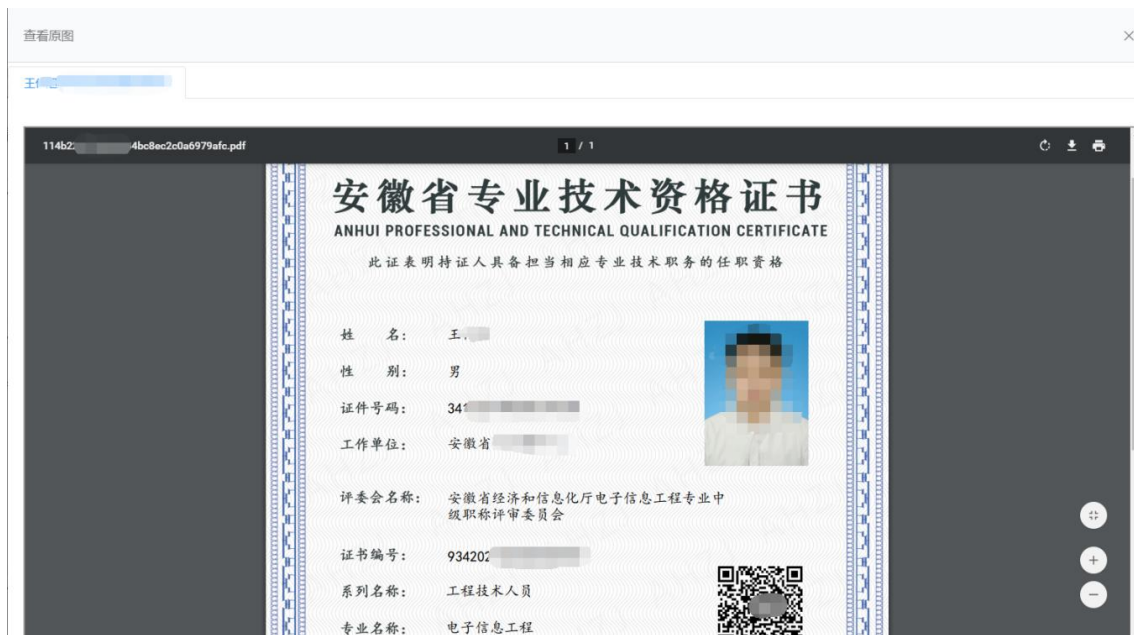 查看原图
王
114b22 4bc8ec2c0a6979afc.pdf
1 / 1
安徽省专业技术资格证书
ANHUI PROFESSIONAL AND TECHNICAL QUALIFICATION CERTIFICATE
此证表明持证人具备担当相应专业技术职务的任职资格
姓 名: 王
性 别: 男
证件号码: 341
工作单位: 安徽省
评委会名称: 安徽省经济和信息化厅电子信息工程专业中
级职称评审委员会
证书编号: 934202
系列名称: 工程技术人员
专业名称: 电子信息工程